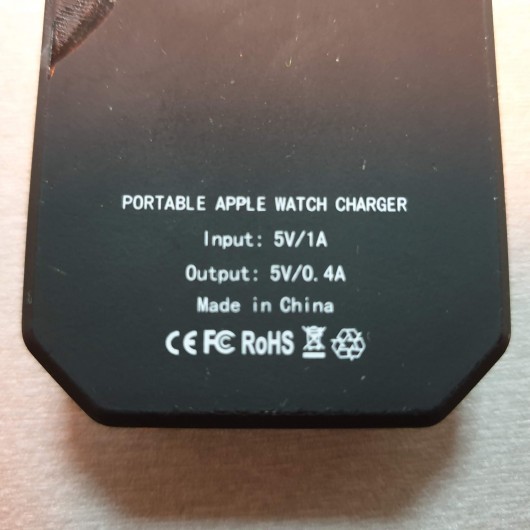 PORTABLE APPLE WATCH CHARGER
Input: 5V/1A
Output: 5V/0.4A
Made in China
CE FC RoHS